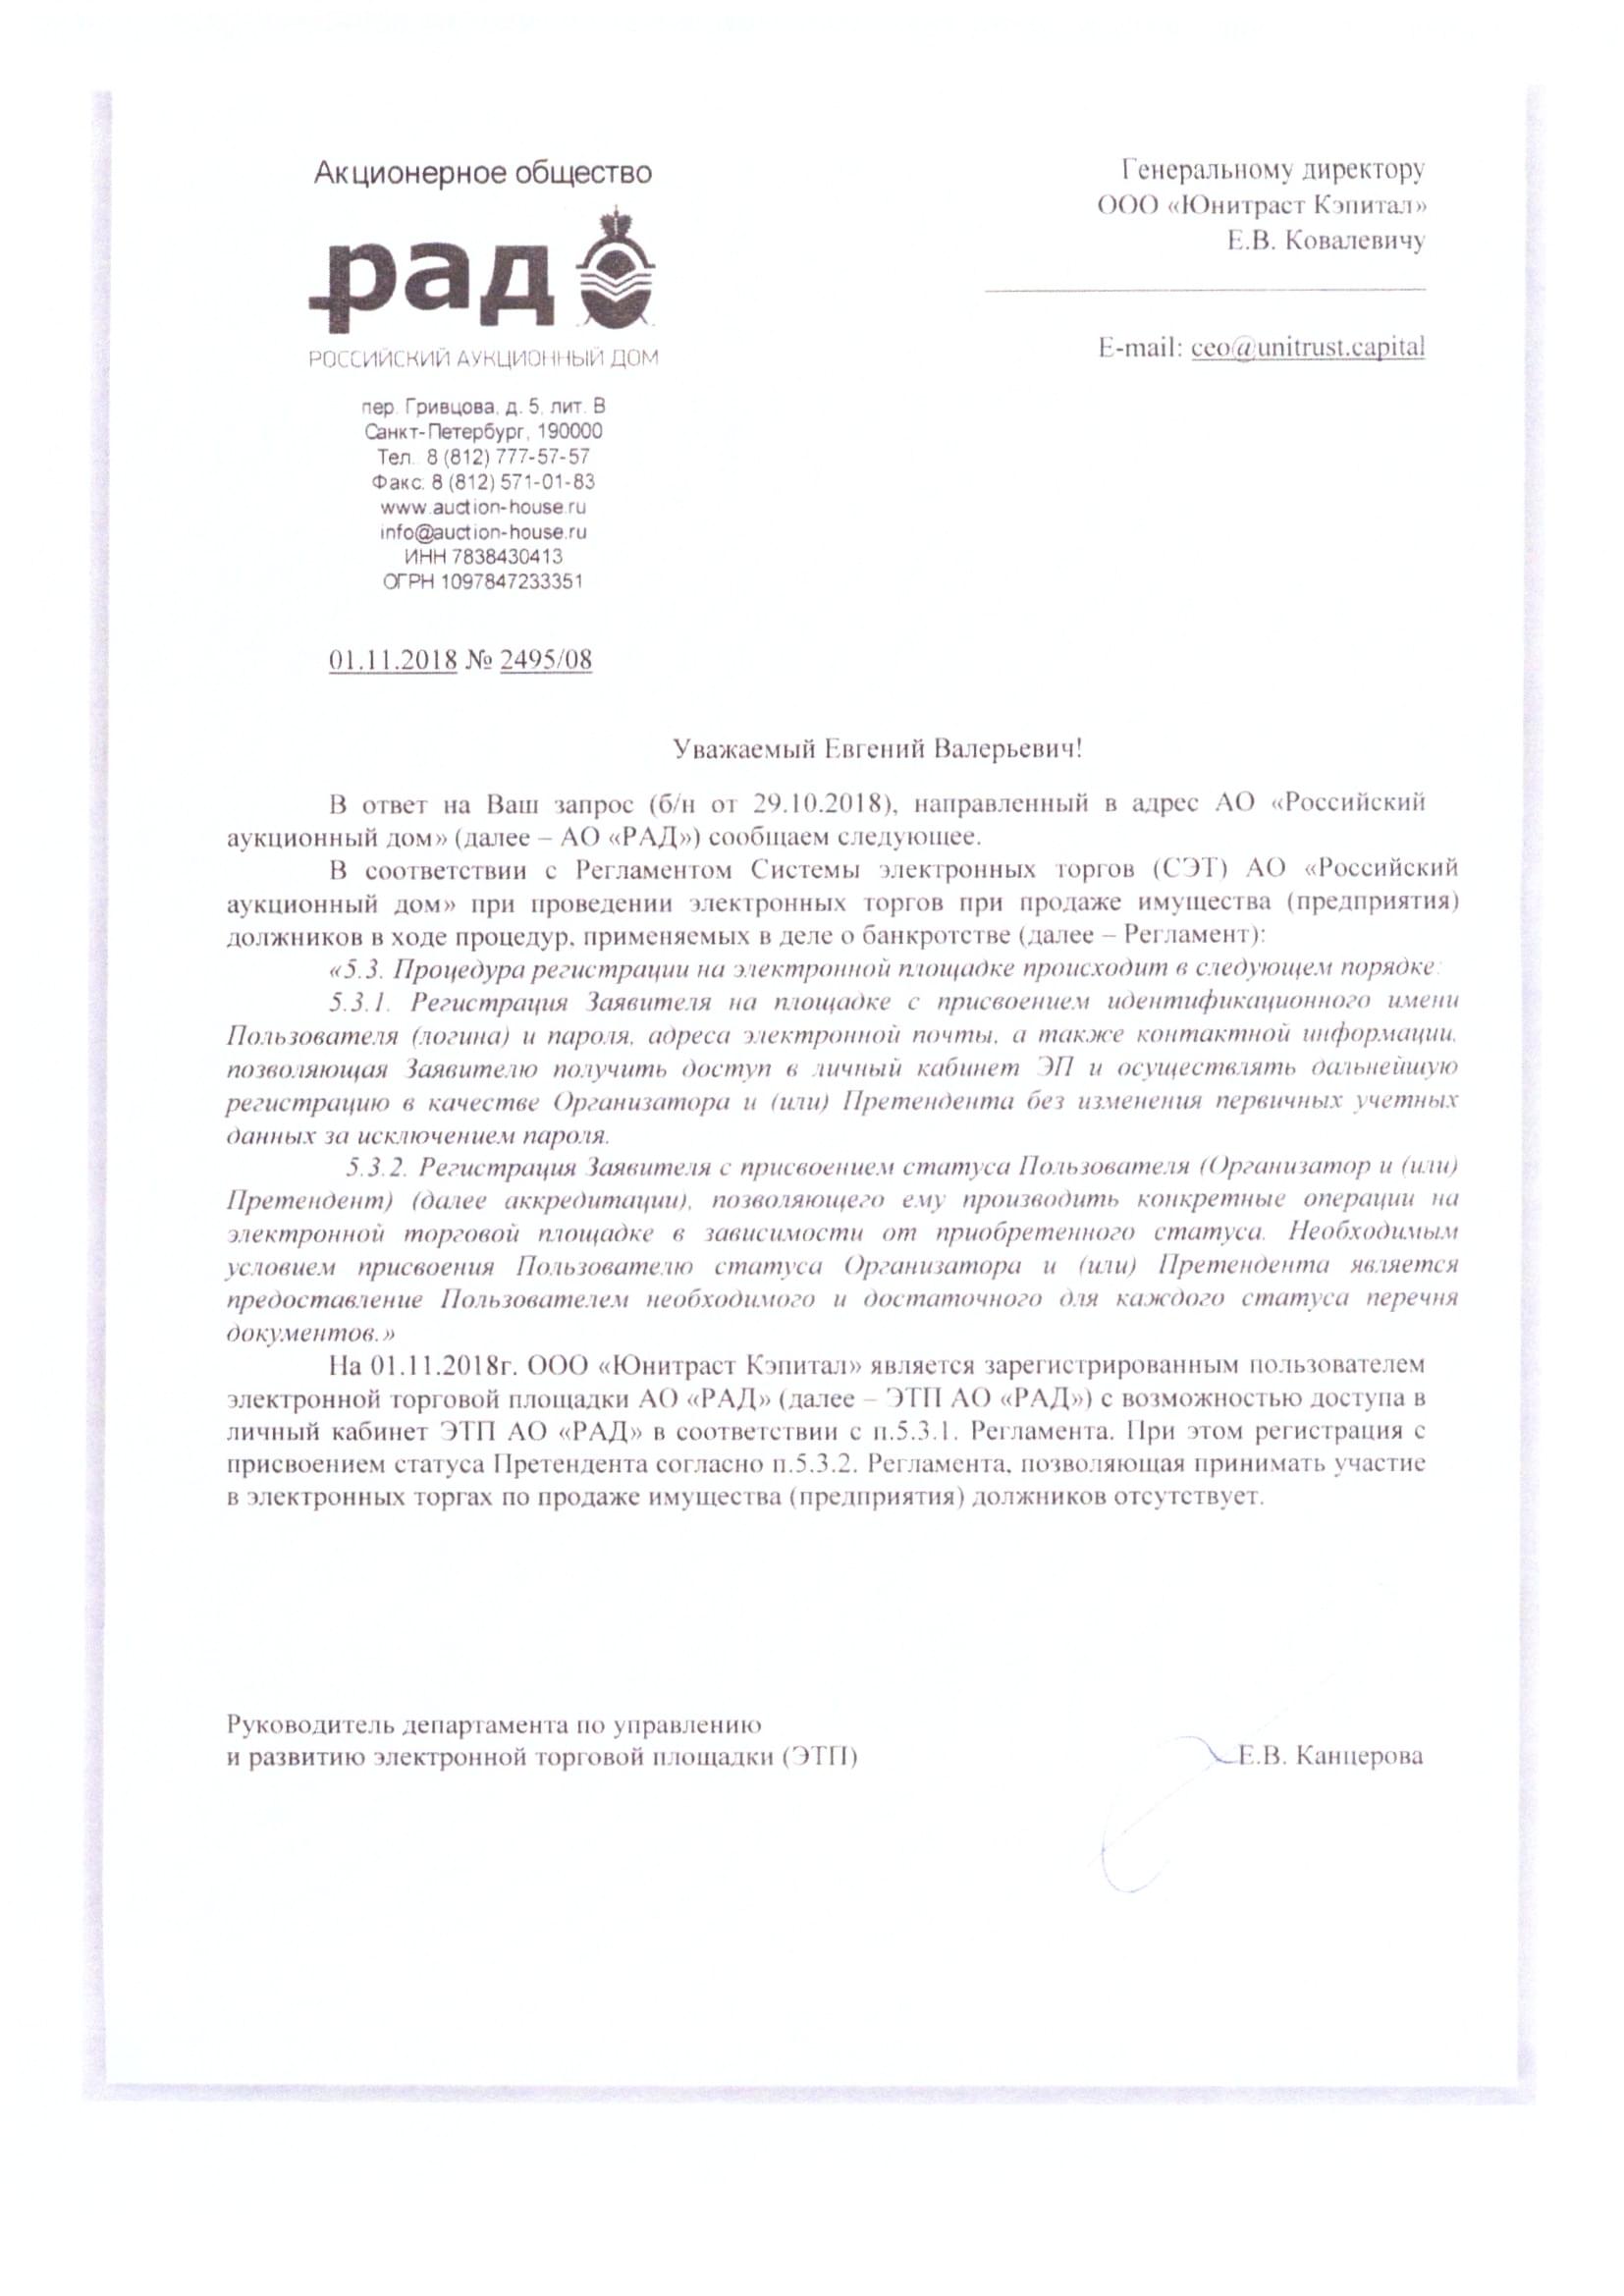 Акционерное общество
рад
РОССИЙСКИЙ АУКЦИОННЫЙ ДОМ
пер. Гривцова, д. 5, лит. В
Санкт-Петербург, 190000
Тел. 8 (812) 777-57-57
Факс: 8 (812) 571-01-83
www.auction-house.ru
info@auction-house.ru
ИНН 7838430413
ОГРН 1097847233351
01.11.2018 № 2495/08
Генеральному директору
ООО «Юнитраст Кэпитал»
Е.В. Ковалевичу
E-mail: ceo@unitrust.capital
Уважаемый Евгений Валерьевич!
В ответ на Ваш запрос (б/н от 29.10.2018), направленный в адрес АО «Российский
аукционный дом» (далее – АО «РАД») сообщаем следующее.
В соответствии с Регламентом Системы электронных торгов (СЭТ) АО «Российский
аукционный дом» при проведении электронных торгов при продаже имущества (предприятия)
должников в ходе процедур, применяемых в деле о банкротстве (далее – Регламент):
«5.3. Процедура регистрации на электронной площадке происходит в следующем порядке:
5.3.1. Регистрация Заявителя на площадке с присвоением идентификационного имени
Пользователя (логина) и пароля, адреса электронной почты, а также контактной информации,
позволяющая Заявителю получить доступ в личный кабинет ЭП и осуществлять дальнейшую
регистрацию в качестве Организатора и (или) Претендента без изменения первичных учетных
данных за исключением пароля.
5.3.2. Регистрация Заявителя с присвоением статуса Пользователя (Организатор и (или)
Претендент) (далее аккредитации), позволяющего ему производить конкретные операции на
электронной торговой площадке в зависимости от приобретенного статуса. Необходимым
условием присвоения Пользователю статуса Организатора и (или) Претендента является
предоставление Пользователем необходимого и достаточного для каждого статуса перечня
документов.»
На 01.11.2018г. ООО «Юнитраст Кэпитал» является зарегистрированным пользователем
электронной торговой площадки АО «РАД» (далее – ЭТП АО «РАД») с возможностью доступа в
личный кабинет ЭТП АО «РАД» в соответствии с п.5.3.1. Регламента. При этом регистрация с
присвоением статуса Претендента согласно п.5.3.2. Регламента, позволяющая принимать участие
в электронных торгах по продаже имущества (предприятия) должников отсутствует.
Руководитель департамента по управлению
и развитию электронной торговой площадки (ЭТП)
Е.В. Канцерова